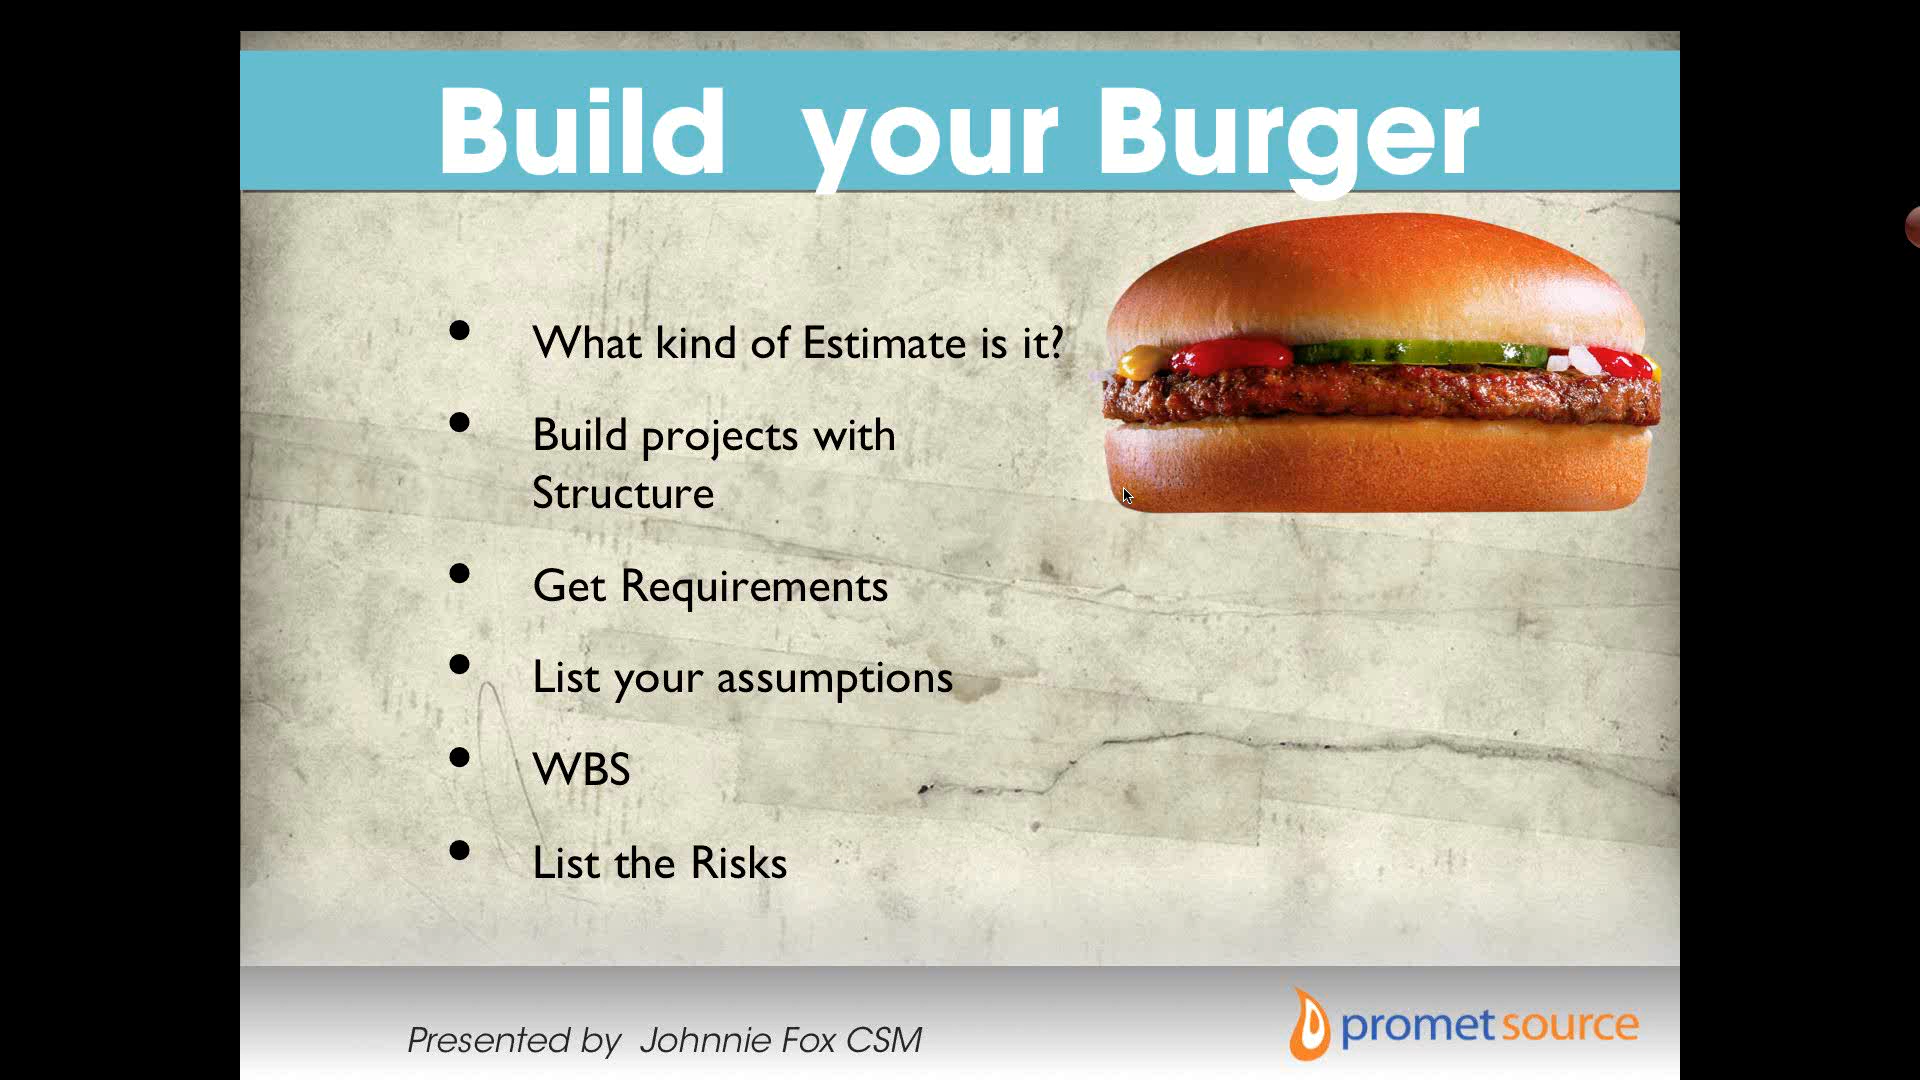 Build your Burger
What kind of Estimate is it?
Build projects with
Structure
Get Requirements
List your assumptions
WBS
List the Risks
Presented by Johnnie Fox CSM
promet source